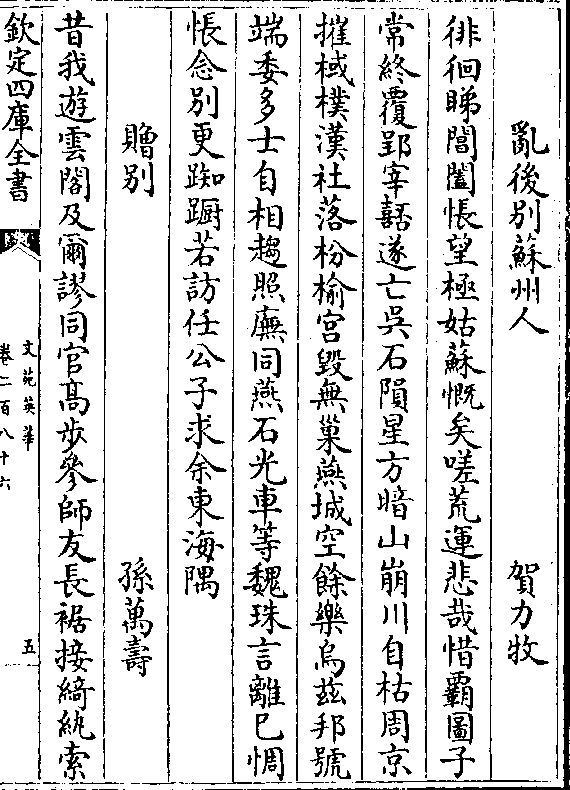 亂後別蘇州人　賀力牧
徘徊睇閶闔悵望極姑蘇慨矣嗟荒運悲哉惜霸圖子
常終覆郢宰嚭遂亡吳石隕星方暗山崩川自枯周京
摧棫樸漢社落枌榆宮毀無巢燕城空餘樂烏茲邦號
端委多士自相趨照廡同燕石光車等魏珠言離已惆
悵念別更踟躕若訪任公子求余東海隅
贈別　孫萬壽
昔我遊雲閣及爾謬同官髙步參師友長裾接綺紈索
欽定四庫全書
文苑英華
卷二百八十六
五